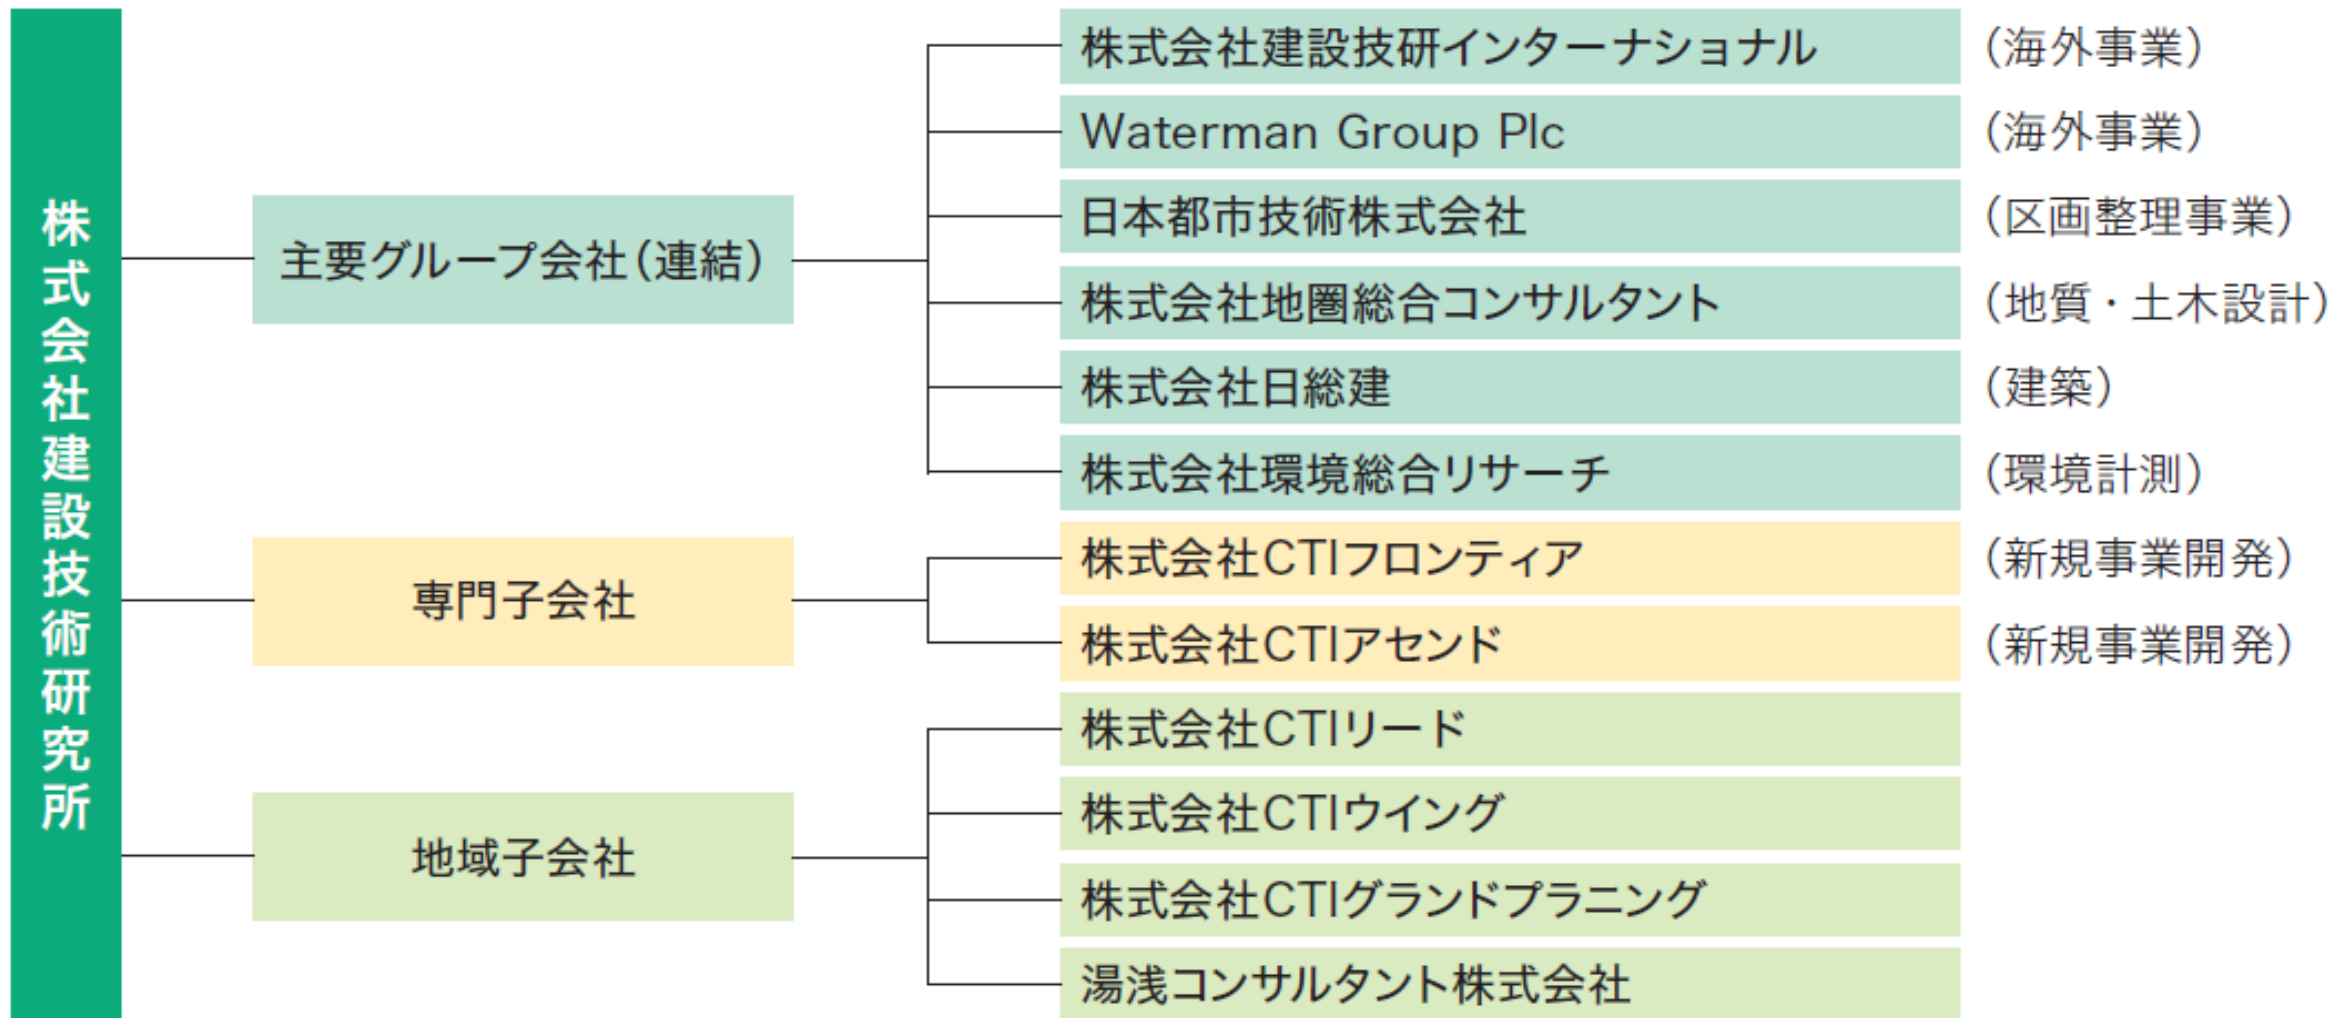 株式会社建設技術研究所
主要グループ会社（連結）
株式会社建設技研インターナショナル （海外事業）
Waterman Group Plc （海外事業）
日本都市技術株式会社 （区画整理事業）
株式会社地圏総合コンサルタント （地質・土木設計）
株式会社日総建 （建築）
株式会社環境総合リサーチ （環境計測）
専門子会社
株式会社CTIフロンティア （新規事業開発）
株式会社CTIアセンド （新規事業開発）
地域子会社
株式会社CTIリード
株式会社CTIウイング
株式会社CTIグランドプラニング
湯浅コンサルタント株式会社